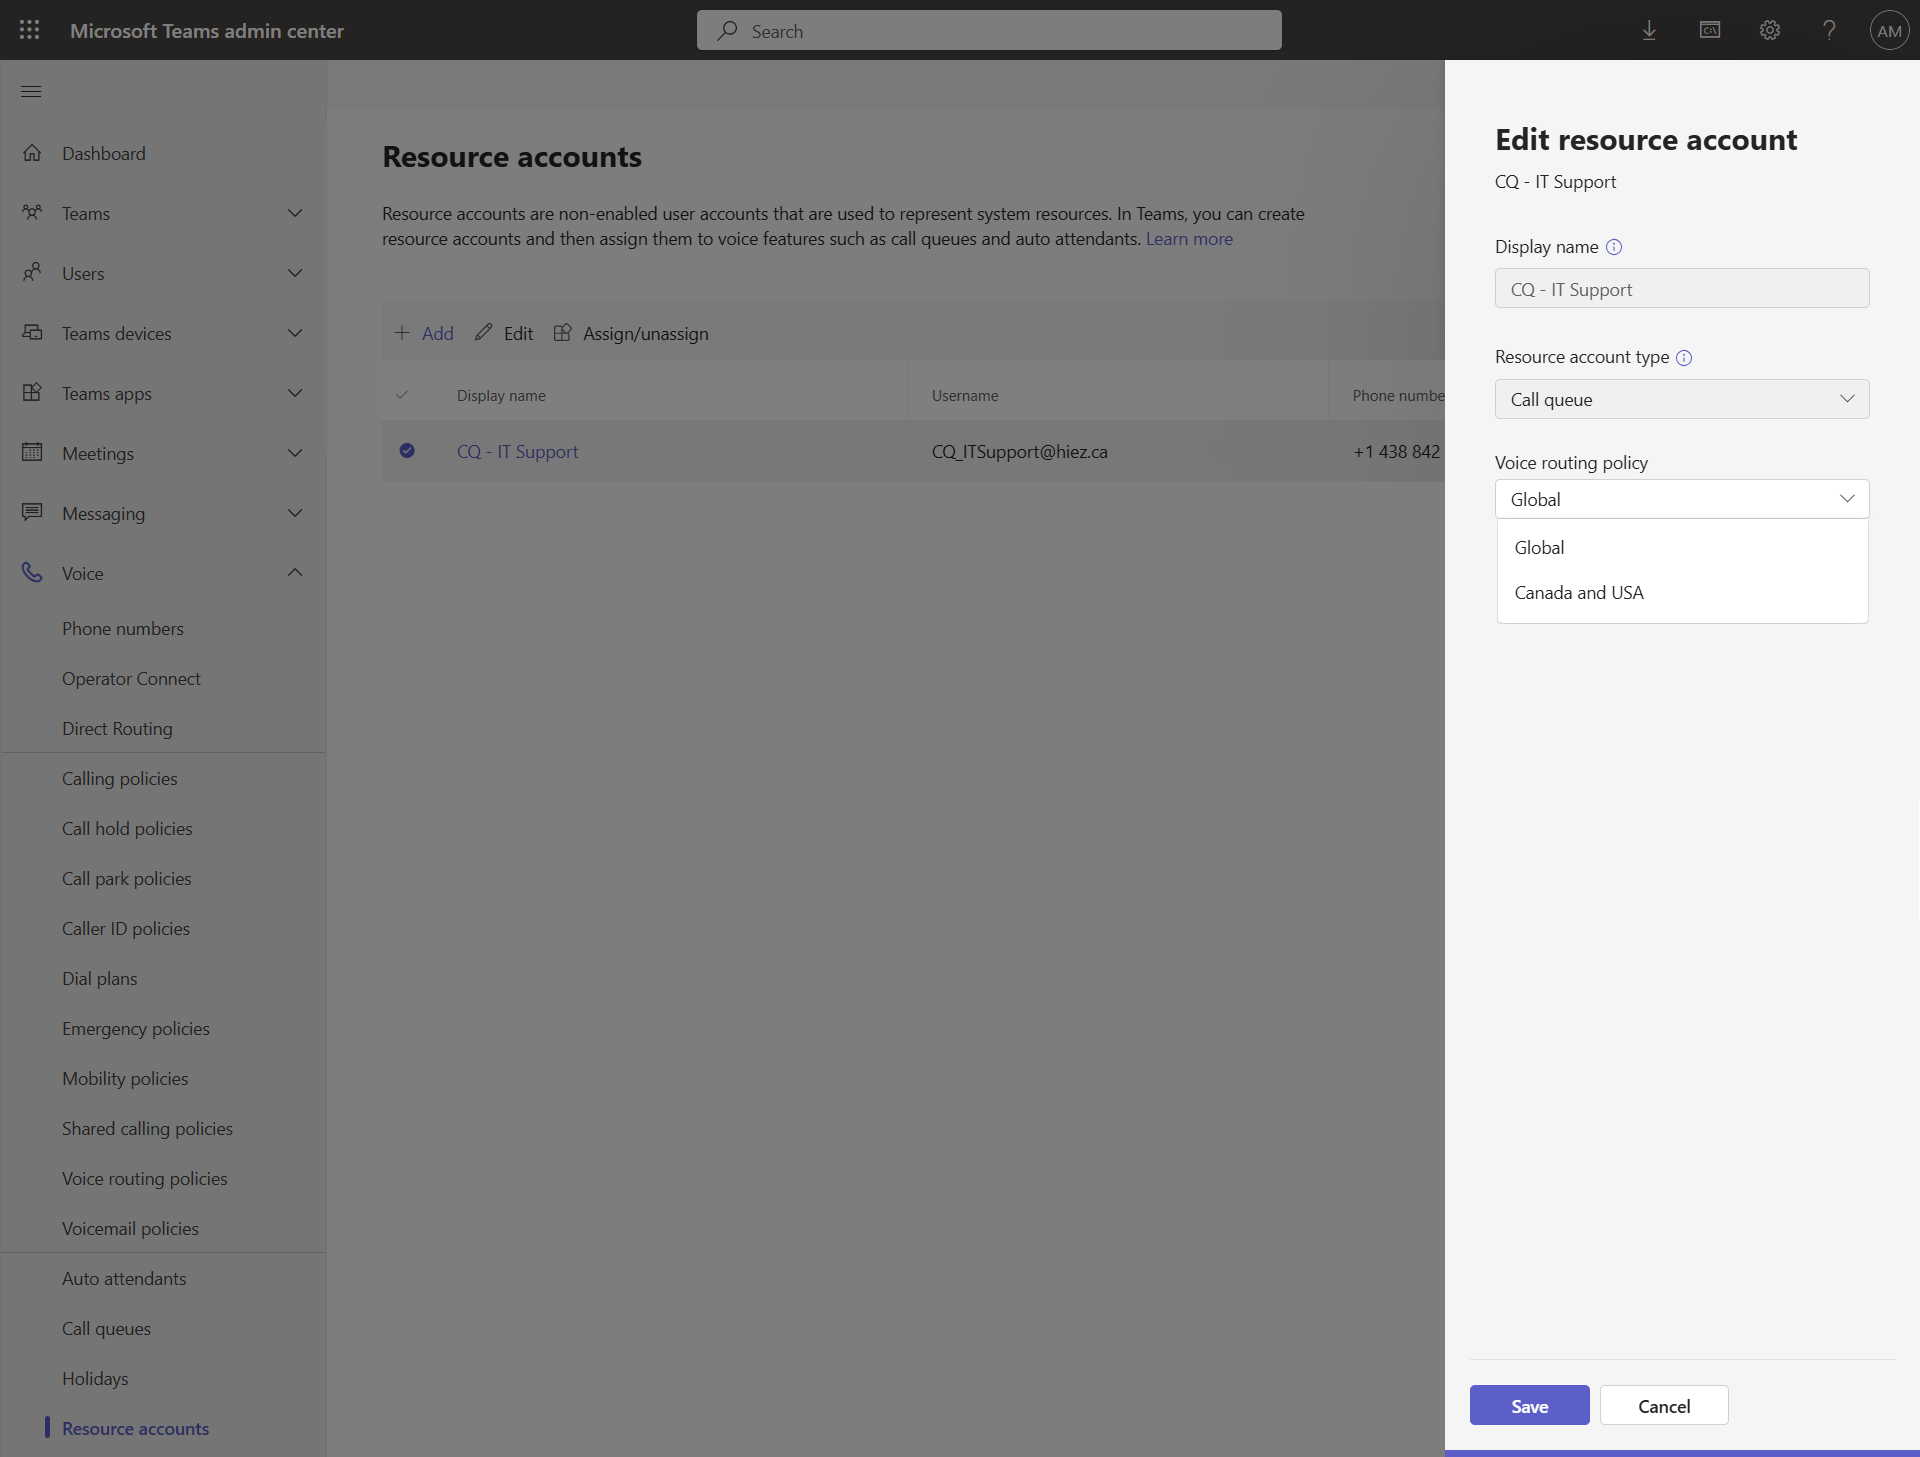 Microsoft Teams admin center
Search
AM
Dashboard
Teams
Users
Teams devices
Teams apps
Meetings
Messaging
Voice
Phone numbers
Operator Connect
Direct Routing
Calling policies
Call hold policies
Call park policies
Caller ID policies
Dial plans
Emergency policies
Mobility policies
Shared calling policies
Voice routing policies
Voicemail policies
Auto attendants
Call queues
Holidays
Resource accounts
Resource accounts
Resource accounts are non-enabled user accounts that are used to represent system resources. In Teams, you can create
resource accounts and then assign them to voice features such as call queues and auto attendants. Learn more
Add Edit Assign/unassign
Display name Username Phone numbe
CQ - IT Support CQ_ITSupport@hiez.ca +1 438 842
Edit resource account
CQ - IT Support
Display name
CQ - IT Support
Resource account type
Call queue
Voice routing policy
Global
Global
Canada and USA
Save Cancel